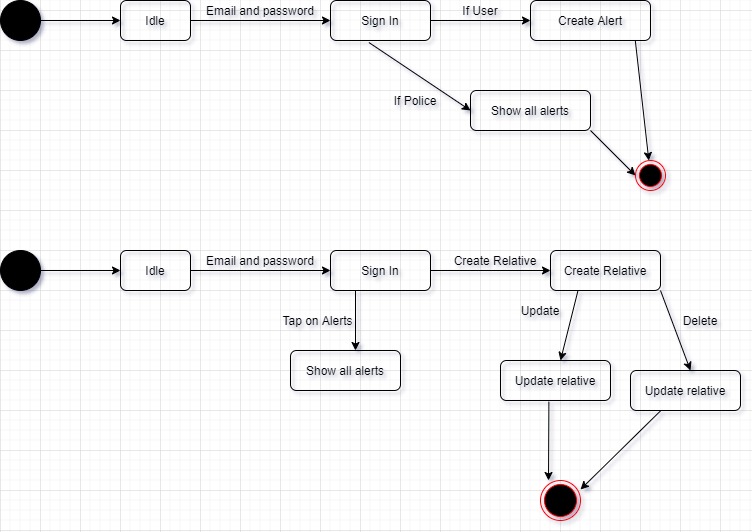 Idle
Email and password
Sign In
If User
Create Alert
If Police
Show all alerts
Idle
Email and password
Sign In
Create Relative
Create Relative
Tap on Alerts
Show all alerts
Update
Delete
Update relative
Update relative